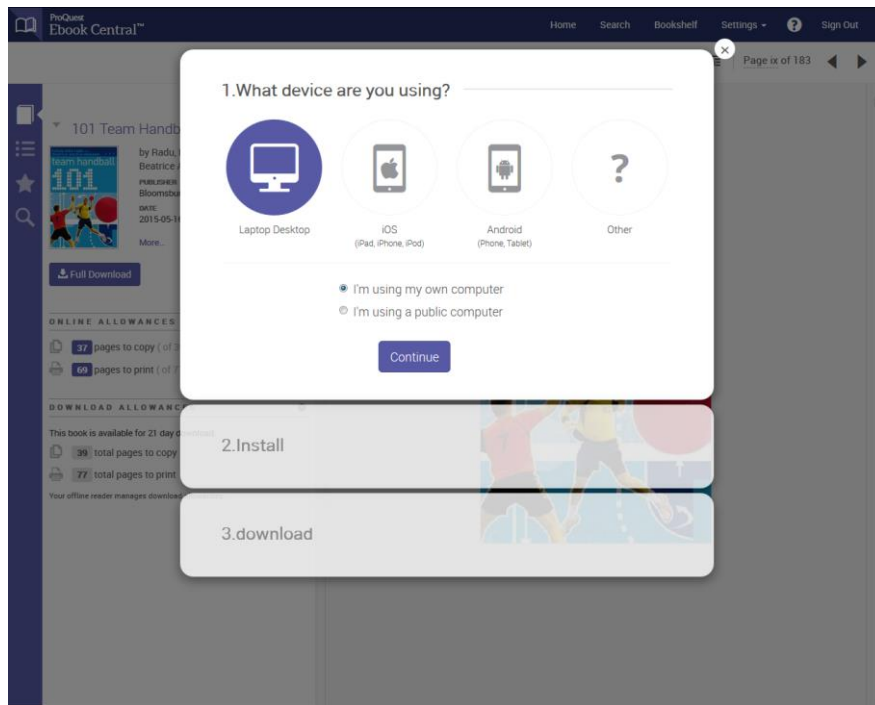 ProQuest
Ebook Central™
Home Search Bookshelf Settings ? Sign Out
Page ix of 183
101 Team Handb
by Radu,
Beatrice
PUBLISHER
Bloomsbu
DATE
2015-05-
More..
team handball
101
Full Download
ONLINE ALLOWANCES
37 pages to copy ( of
69 pages to print ( of
DOWNLOAD ALLOWANC
This book is available for 21 day download.
39 total pages to copy
77 total pages to print
Your offline reader manages download
1.What device are you using?
Laptop Desktop
iOS
(iPad, iPhone, iPod)
Android
(Phone, Tablet)
?
Other
I'm using my own computer
I'm using a public computer
Continue
2.Install
3.download